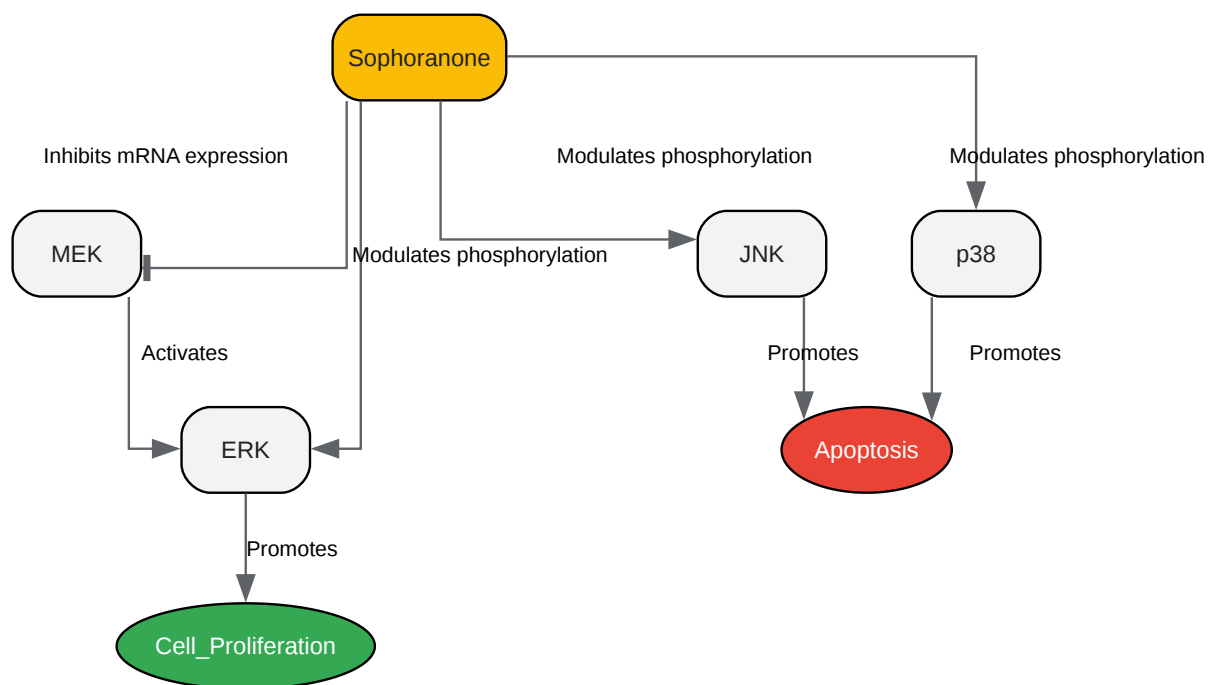 Sophoranone
Inhibits mRNA expression
Modulates phosphorylation
Modulates phosphorylation
MEK
Modulates phosphorylation
JNK
p38
Activates
Promotes
Promotes
ERK
Apoptosis
Promotes
Cell_Proliferation